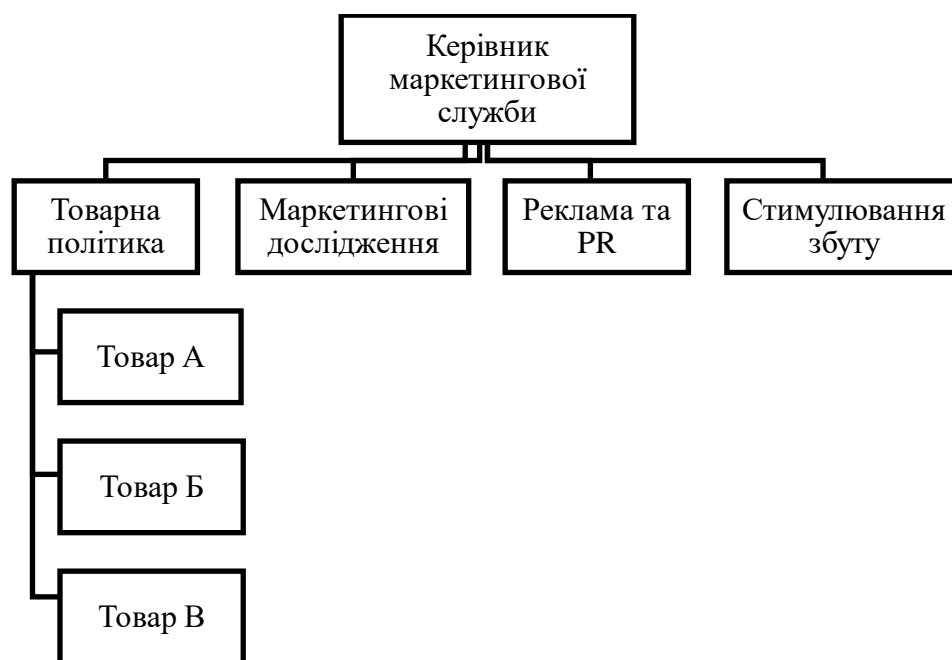 Керівник
маркетингової
служби
Товарна
політика
Маркетингові
дослідження
Реклама та
PR
Стимулювання
збуту
Товар А
Товар Б
Товар В